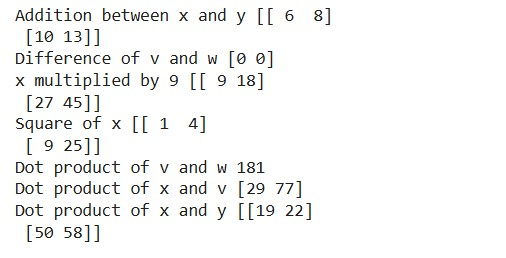 Addition between x and y [[ 6  8]
 [10 13]]
Difference of v and w [0 0]
x multiplied by 9 [[ 9 18]
 [27 45]]
Square of x [[ 1  4]
 [ 9 25]]
Dot product of v and w 181
Dot product of x and v [29 77]
Dot product of x and y [[19 22]
 [50 58]]